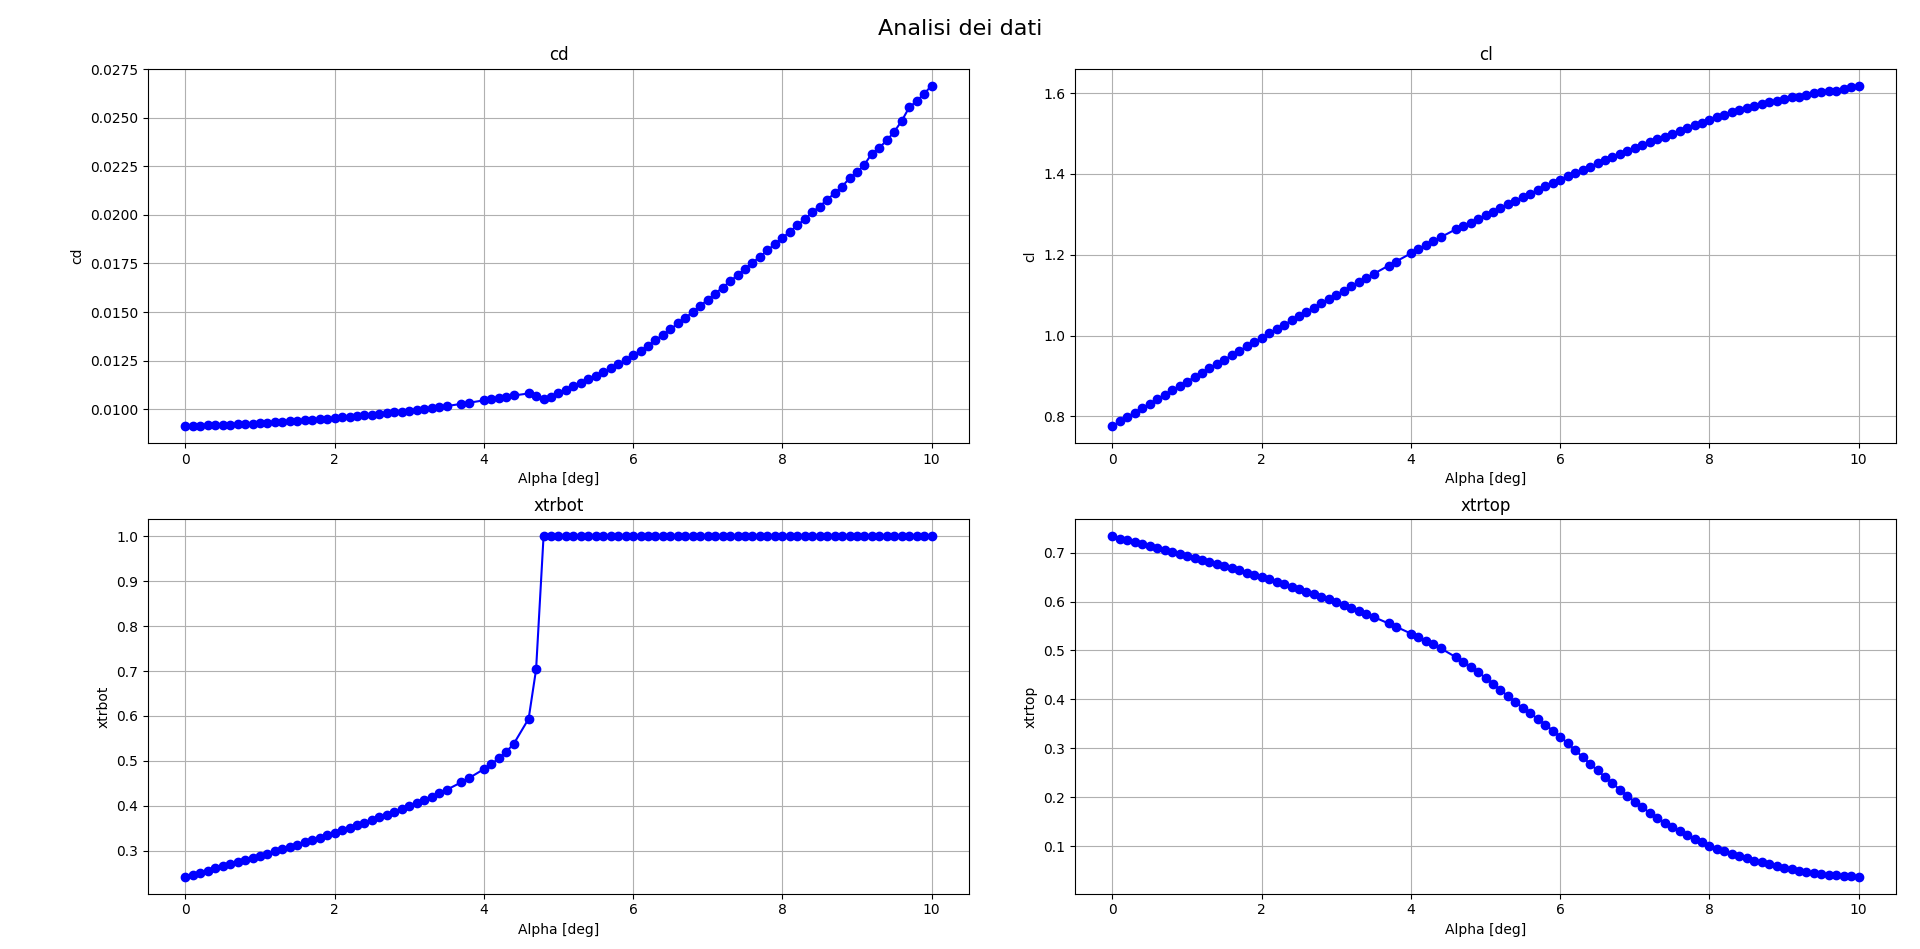 Analisi dei dati
cd
0.0275
0.0250
0.0225
0.0200
0.0175
0.0150
0.0125
0.0100
cd
0 2 4 6 8 10
Alpha [deg]
cl
1.6
1.4
1.2
1.0
0.8
cl
0 2 4 6 8 10
Alpha [deg]
xtrbot
1.0
0.9
0.8
0.7
0.6
0.5
0.4
0.3
xtrbot
0 2 4 6 8 10
Alpha [deg]
xtrtop
0.7
0.6
0.5
0.4
0.3
0.2
0.1
xtrtop
0 2 4 6 8 10
Alpha [deg]